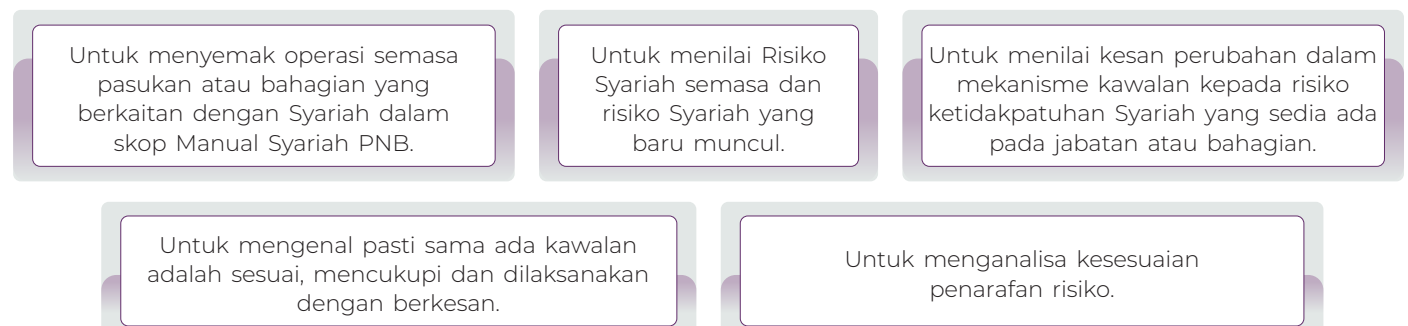 Untuk menyemak operasi semasa
pasukan atau bahagian yang
berkaitan dengan Syariah dalam
skop Manual Syariah PNB.
Untuk menilai Risiko
Syariah semasa dan
risiko Syariah yang
baru muncul.
Untuk menilai kesan perubahan dalam
mekanisme kawalan kepada risiko
ketidakpatuhan Syariah yang sedia ada
pada jabatan atau bahagian.
Untuk mengenal pasti sama ada kawalan
adalah sesuai, mencukupi dan dilaksanakan
dengan berkesan.
Untuk menganalisa kesesuaian
penarafan risiko.